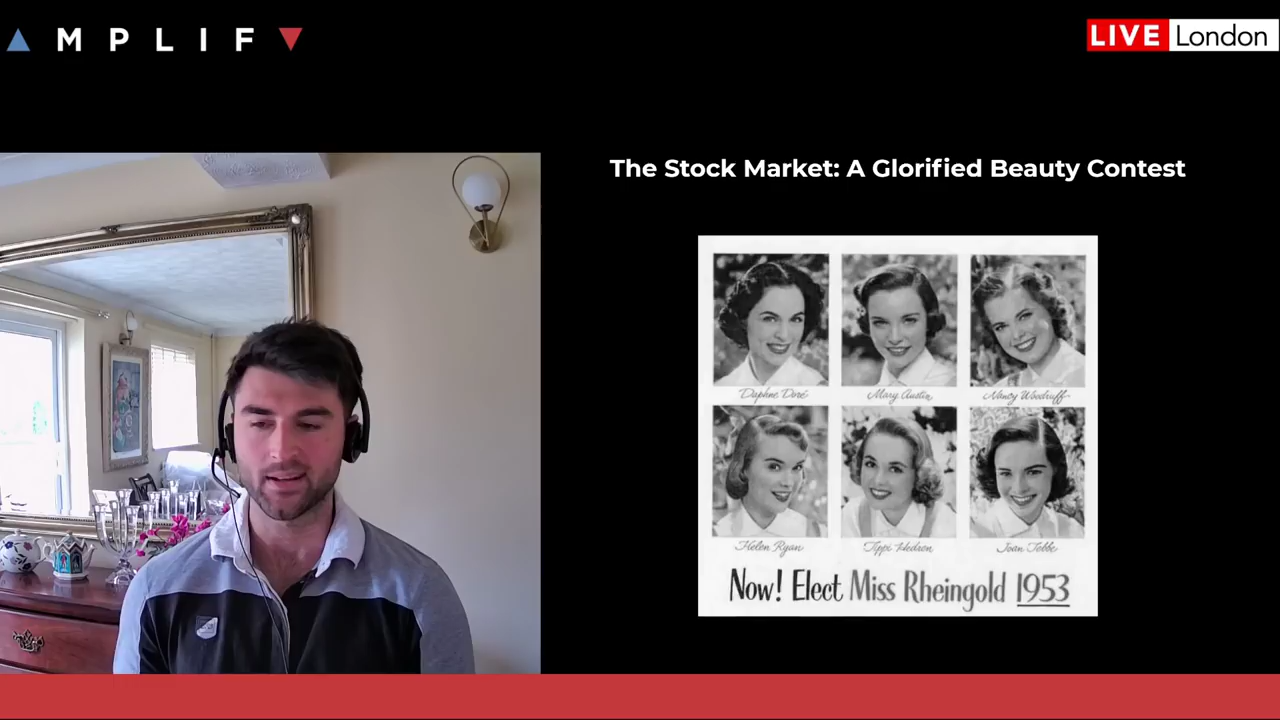 MPLIF
LIVE London
The Stock Market: A Glorified Beauty Contest
Daphne Doré Mary Austin Nancy Woodruff
Helen Ryan Tippi Hedren Joan Tebbe
Now! Elect Miss Rheingold 1953